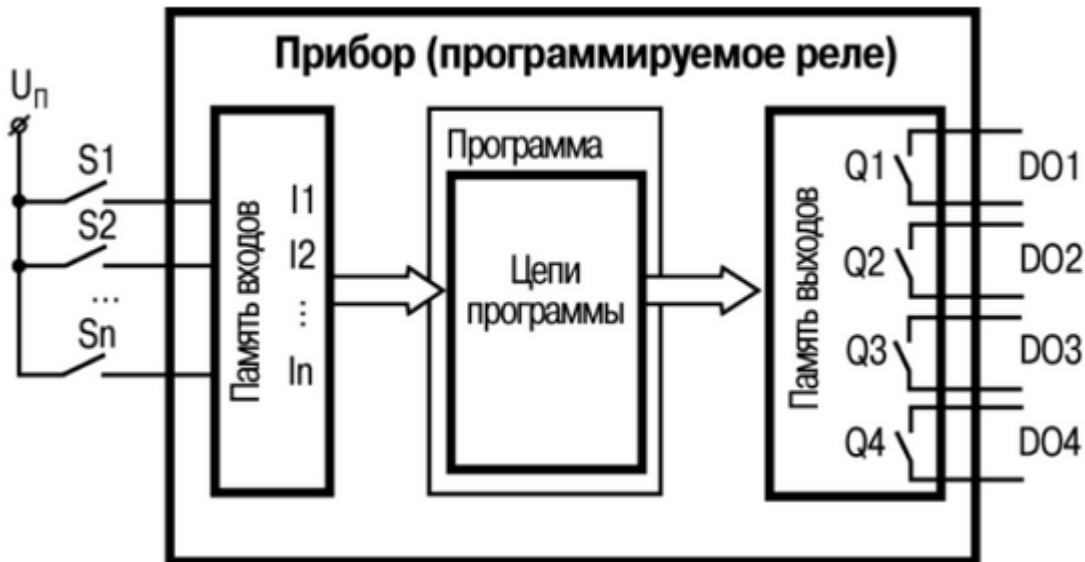 Прибор (программируемое реле)
Uп
S1
S2
...
Sn
Память входов
I1
I2
...
In
Программа
Цепи
программы
Память выходов
Q1
Q2
Q3
Q4
DO1
DO2
DO3
DO4